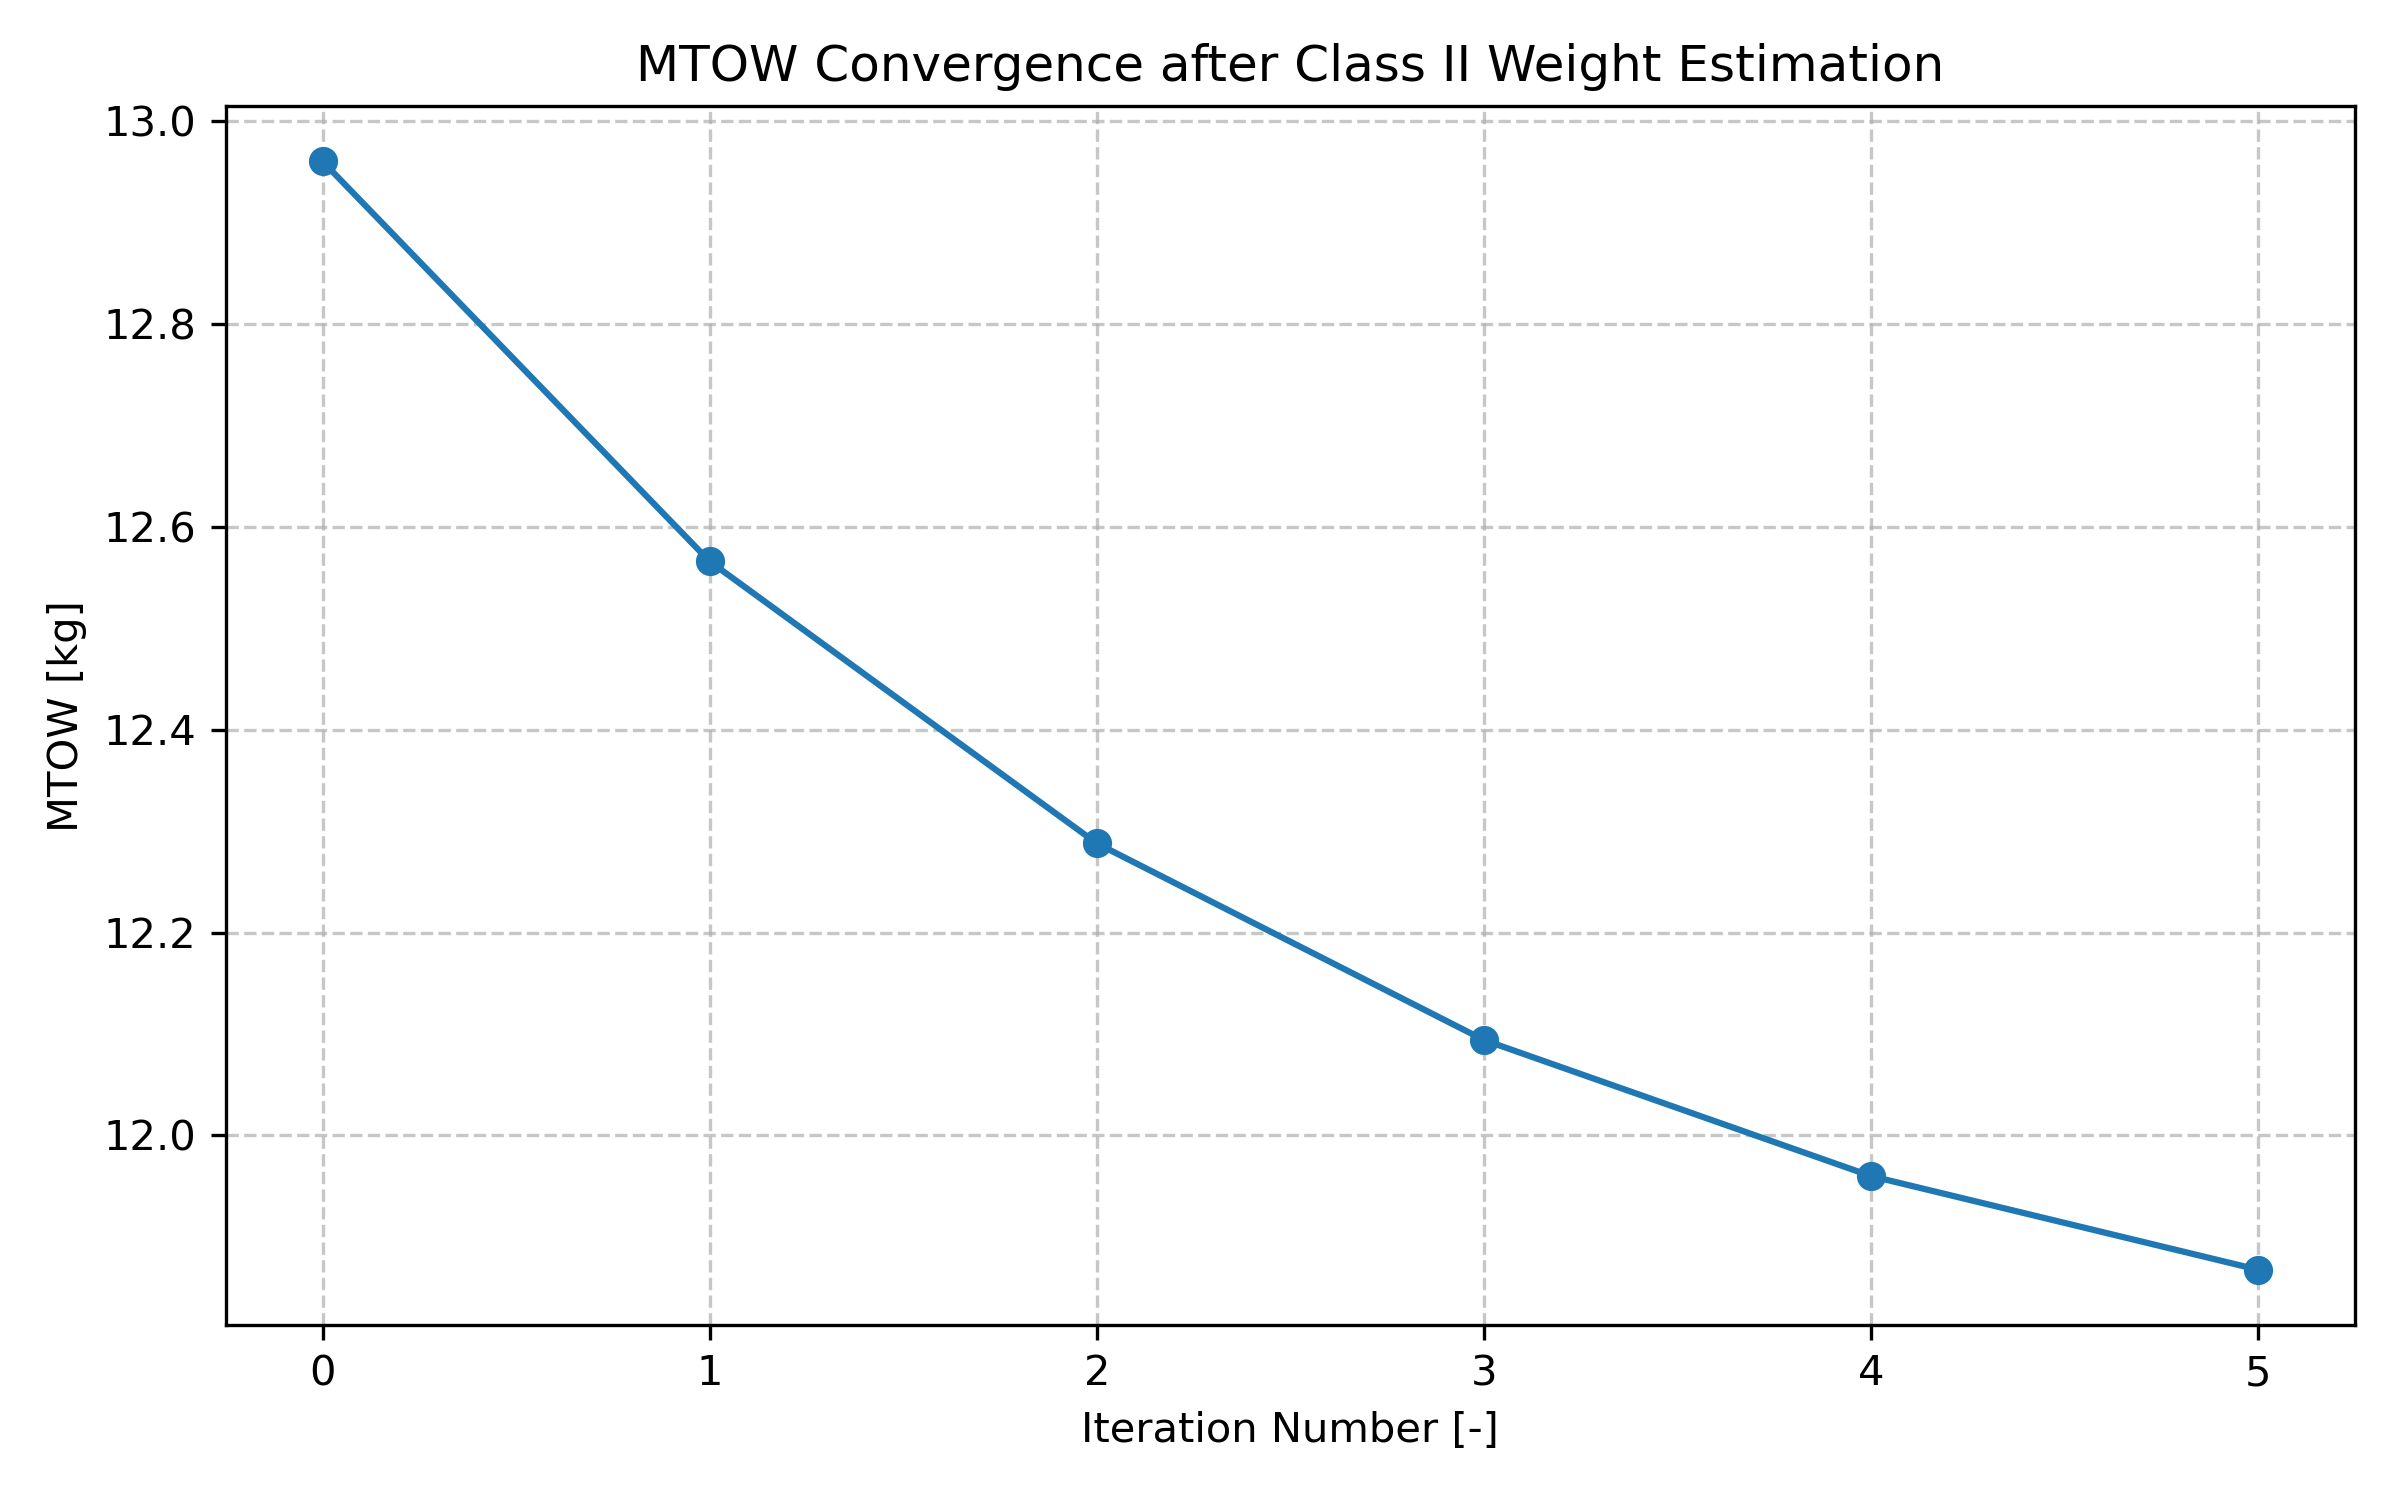 MTOW Convergence after Class II Weight Estimation
13.0
12.8
12.6
12.4
12.2
12.0
MTOW [kg]
0 1 2 3 4 5
Iteration Number [-]